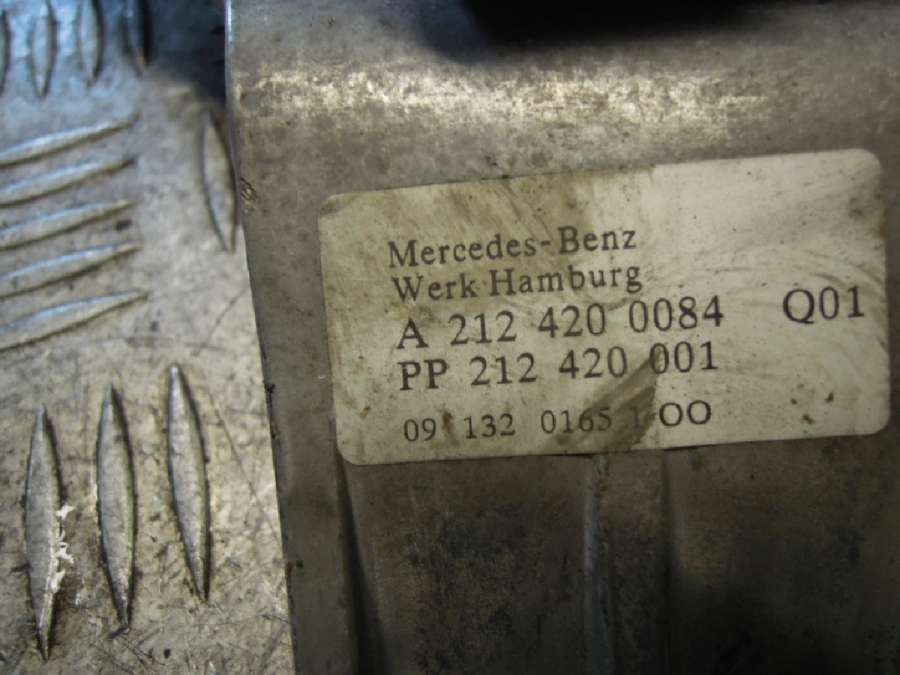 Mercedes-Benz
Werk Hamburg
A 212 420 0084 Q01
PP 212 420 001
09 132 0165 1 OO